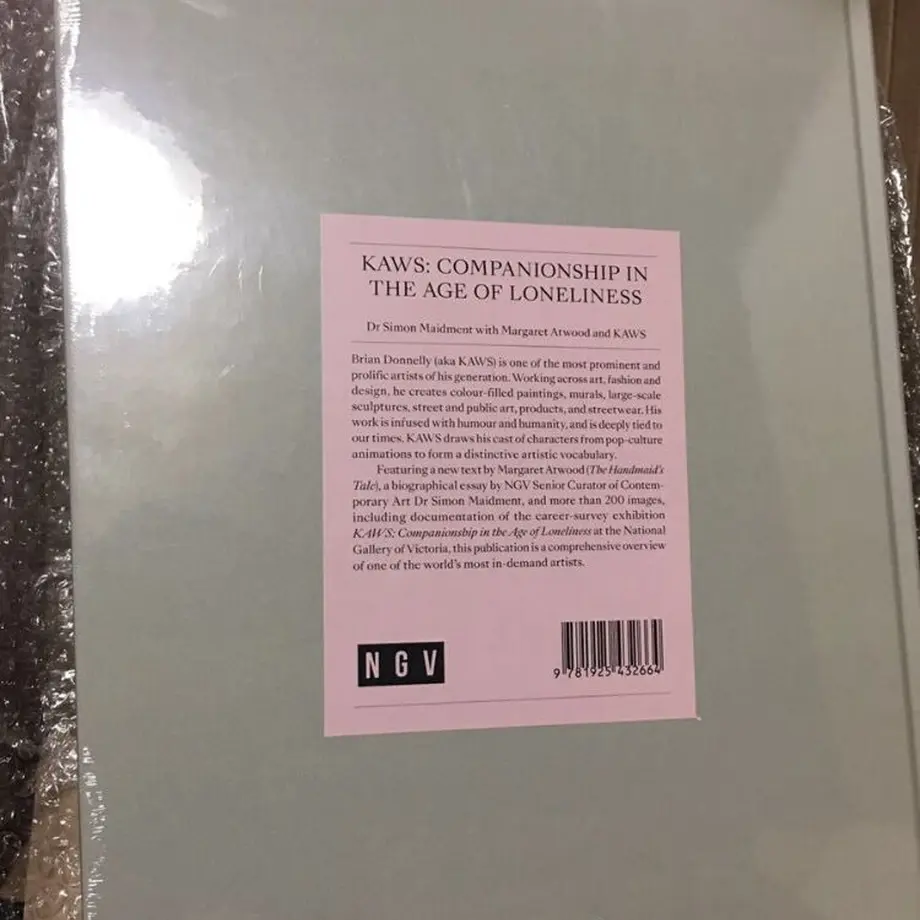 KAWS: COMPANIONSHIP IN
THE AGE OF LONELINESS
Dr Simon Maidment with Margaret Atwood and KAWS
Brian Donnelly (aka KAWS) is one of the most prominent and
prolific artists of his generation. Working across art, fashion and
design, he creates colour-filled paintings, murals, large-scale
sculptures, street and public art, products, and streetwear. His
work is infused with humour and humanity, and is deeply tied to
our times. KAWS draws his cast of characters from pop-culture
animations to form a distinctive artistic vocabulary.
Featuring a new text by Margaret Atwood (The Handmaid's
Tale), a biographical essay by NGV Senior Curator of Contem-
porary Art Dr Simon Maidment, and more than 200 images,
including documentation of the career-survey exhibition
KAWS: Companionship in the Age of Loneliness at the National
Gallery of Victoria, this publication is a comprehensive overview
of one of the world's most in-demand artists.
NGV
9 781925 432664